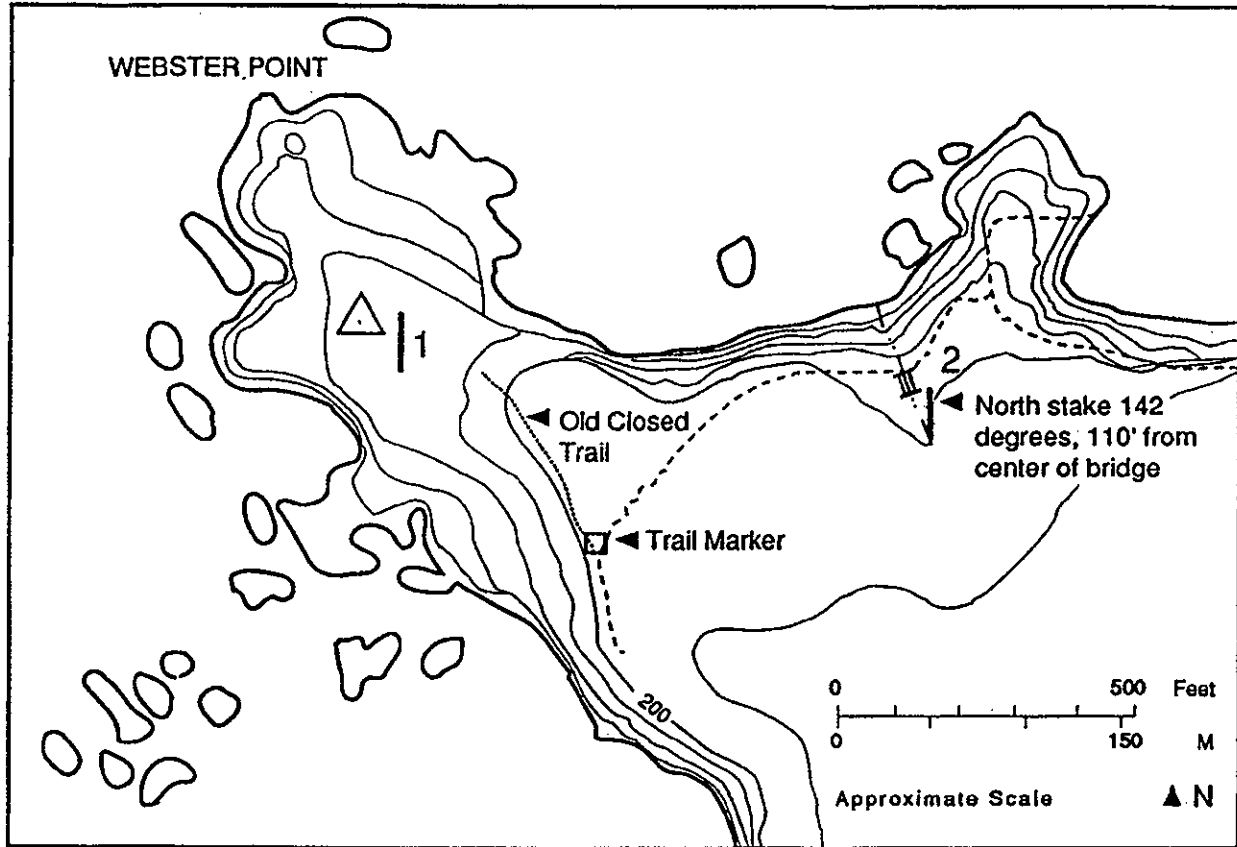 WEBSTER POINT
1
2
Old Closed
Trail
North stake 142
degrees, 110' from
center of bridge
Trail Marker
200
0 500 Feet
0 150 M
Approximate Scale N